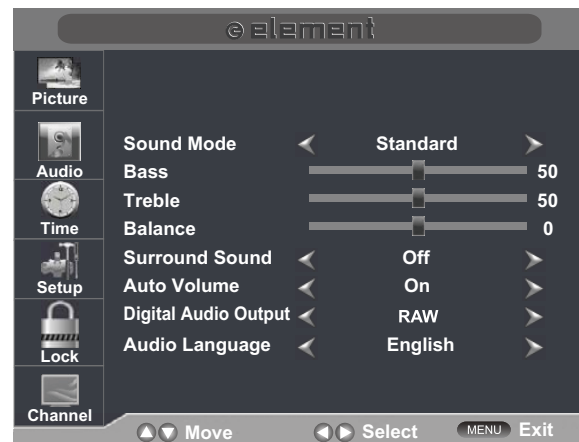 element
Picture
Audio
Time
Setup
Lock
Channel
Sound Mode Standard
Bass 50
Treble 50
Balance 0
Surround Sound Off
Auto Volume On
Digital Audio Output RAW
Audio Language English
Move Select MENU Exit